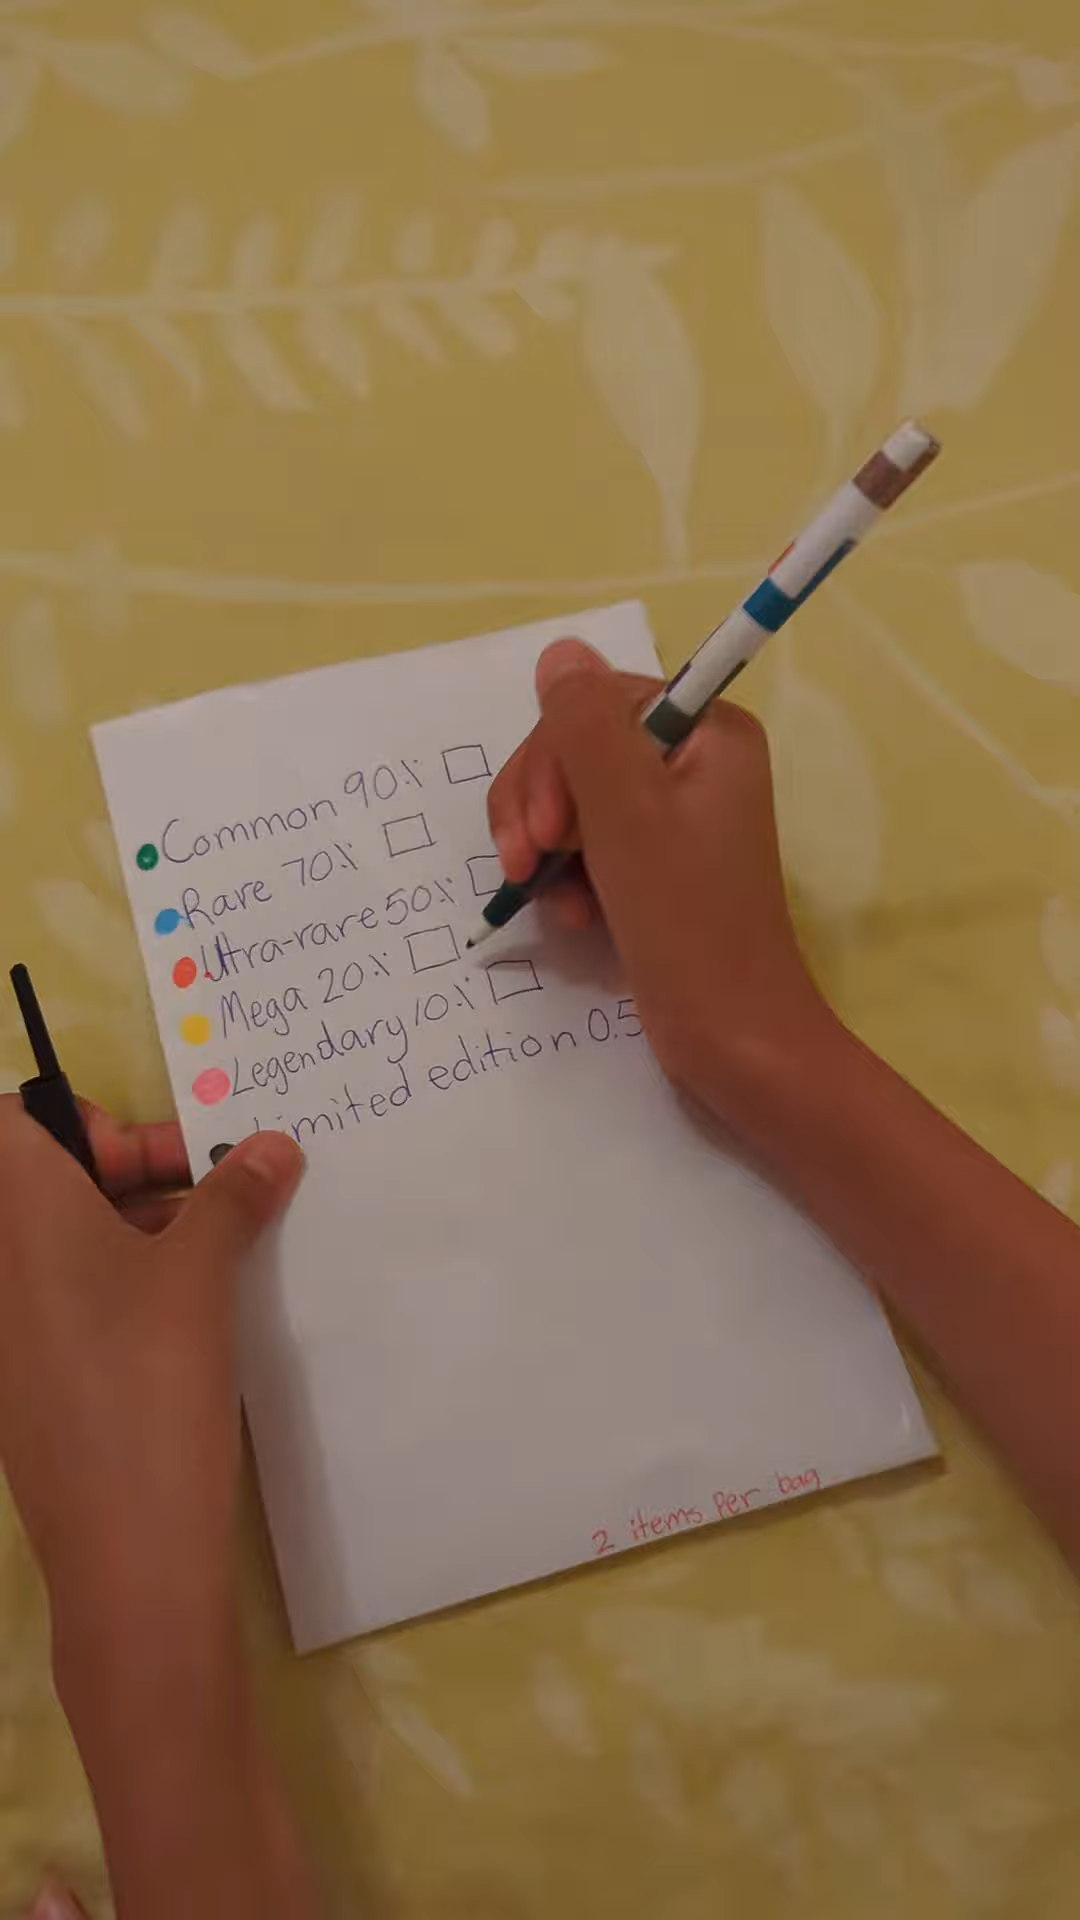 Common 90%
Rare 70%
Ultra-rare 50%
Mega 20%
Legendary 10%
Limited edition 0.5
2 items Per bag